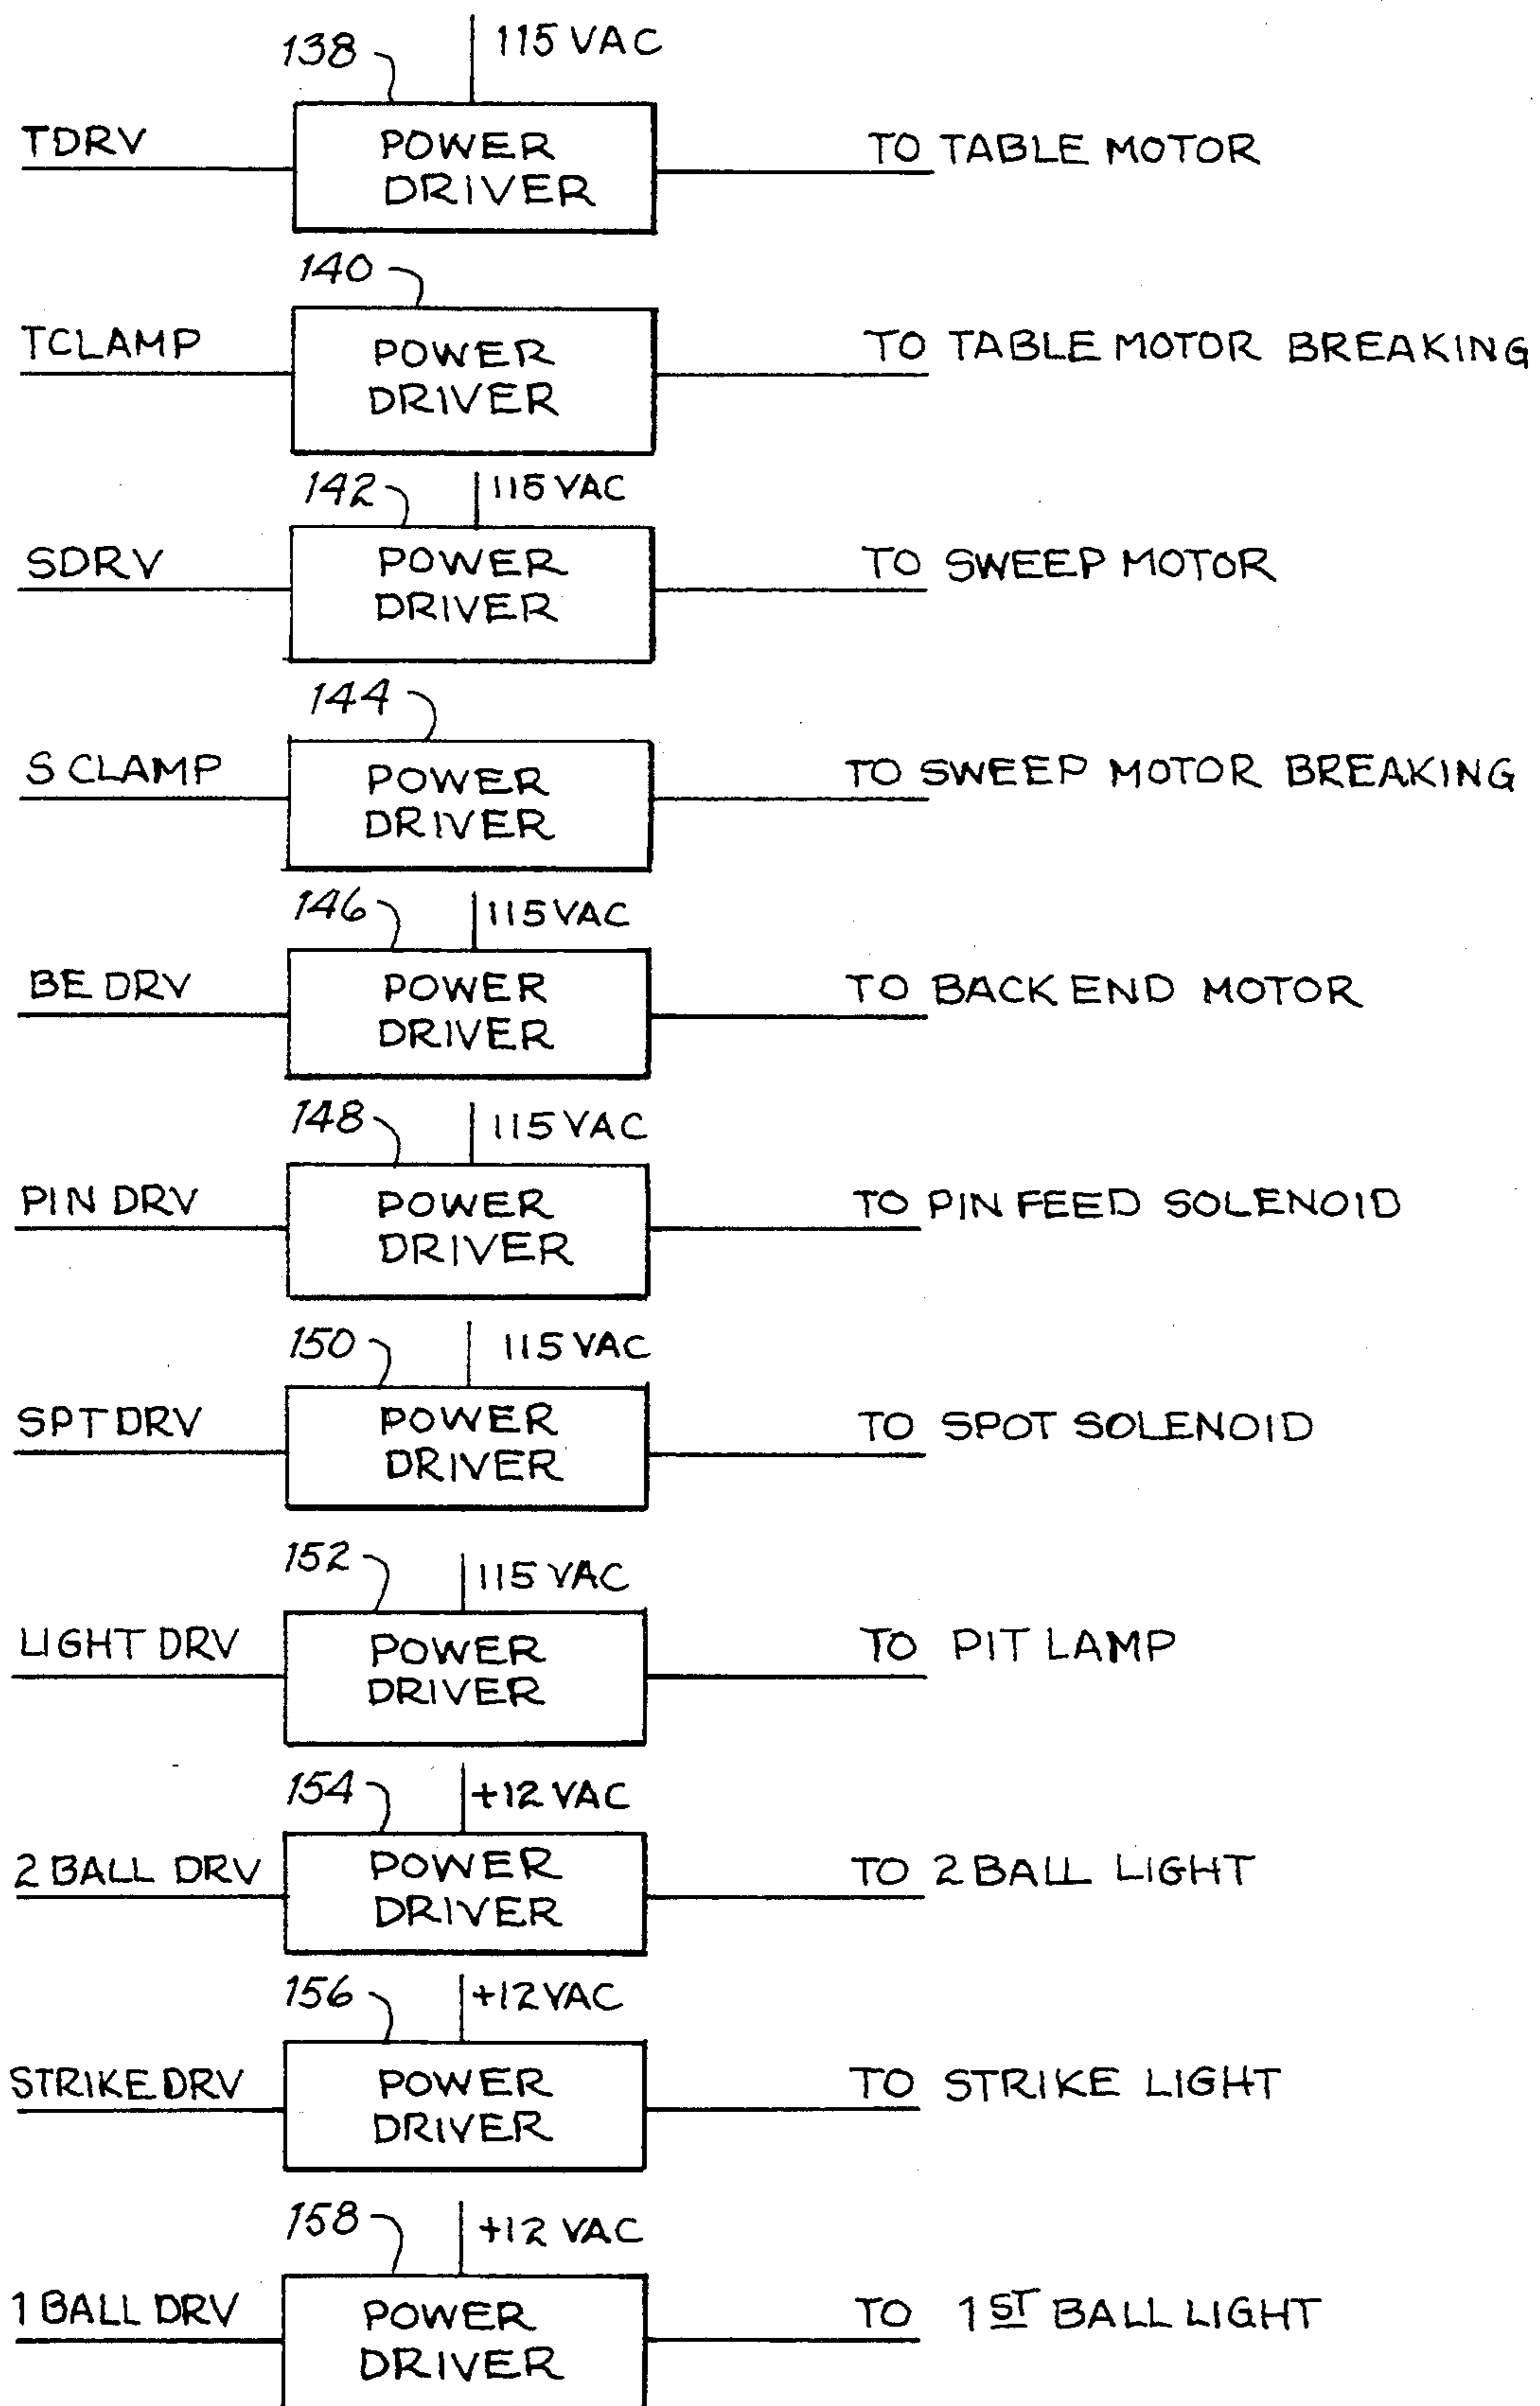 138 115 VAC
TDRV POWER DRIVER TO TABLE MOTOR
140
TCLAMP POWER DRIVER TO TABLE MOTOR BREAKING
142 115 VAC
SDRV POWER DRIVER TO SWEEP MOTOR
144
S CLAMP POWER DRIVER TO SWEEP MOTOR BREAKING
146 115 VAC
BE DRV POWER DRIVER TO BACK END MOTOR
148 115 VAC
PIN DRV POWER DRIVER TO PIN FEED SOLENOID
150 115 VAC
SPT DRV POWER DRIVER TO SPOT SOLENOID
152 115 VAC
LIGHT DRV POWER DRIVER TO PIT LAMP
154 +12 VAC
2 BALL DRV POWER DRIVER TO 2 BALL LIGHT
156 +12 VAC
STRIKE DRV POWER DRIVER TO STRIKE LIGHT
158 +12 VAC
1 BALL DRV POWER DRIVER TO 1ST BALL LIGHT